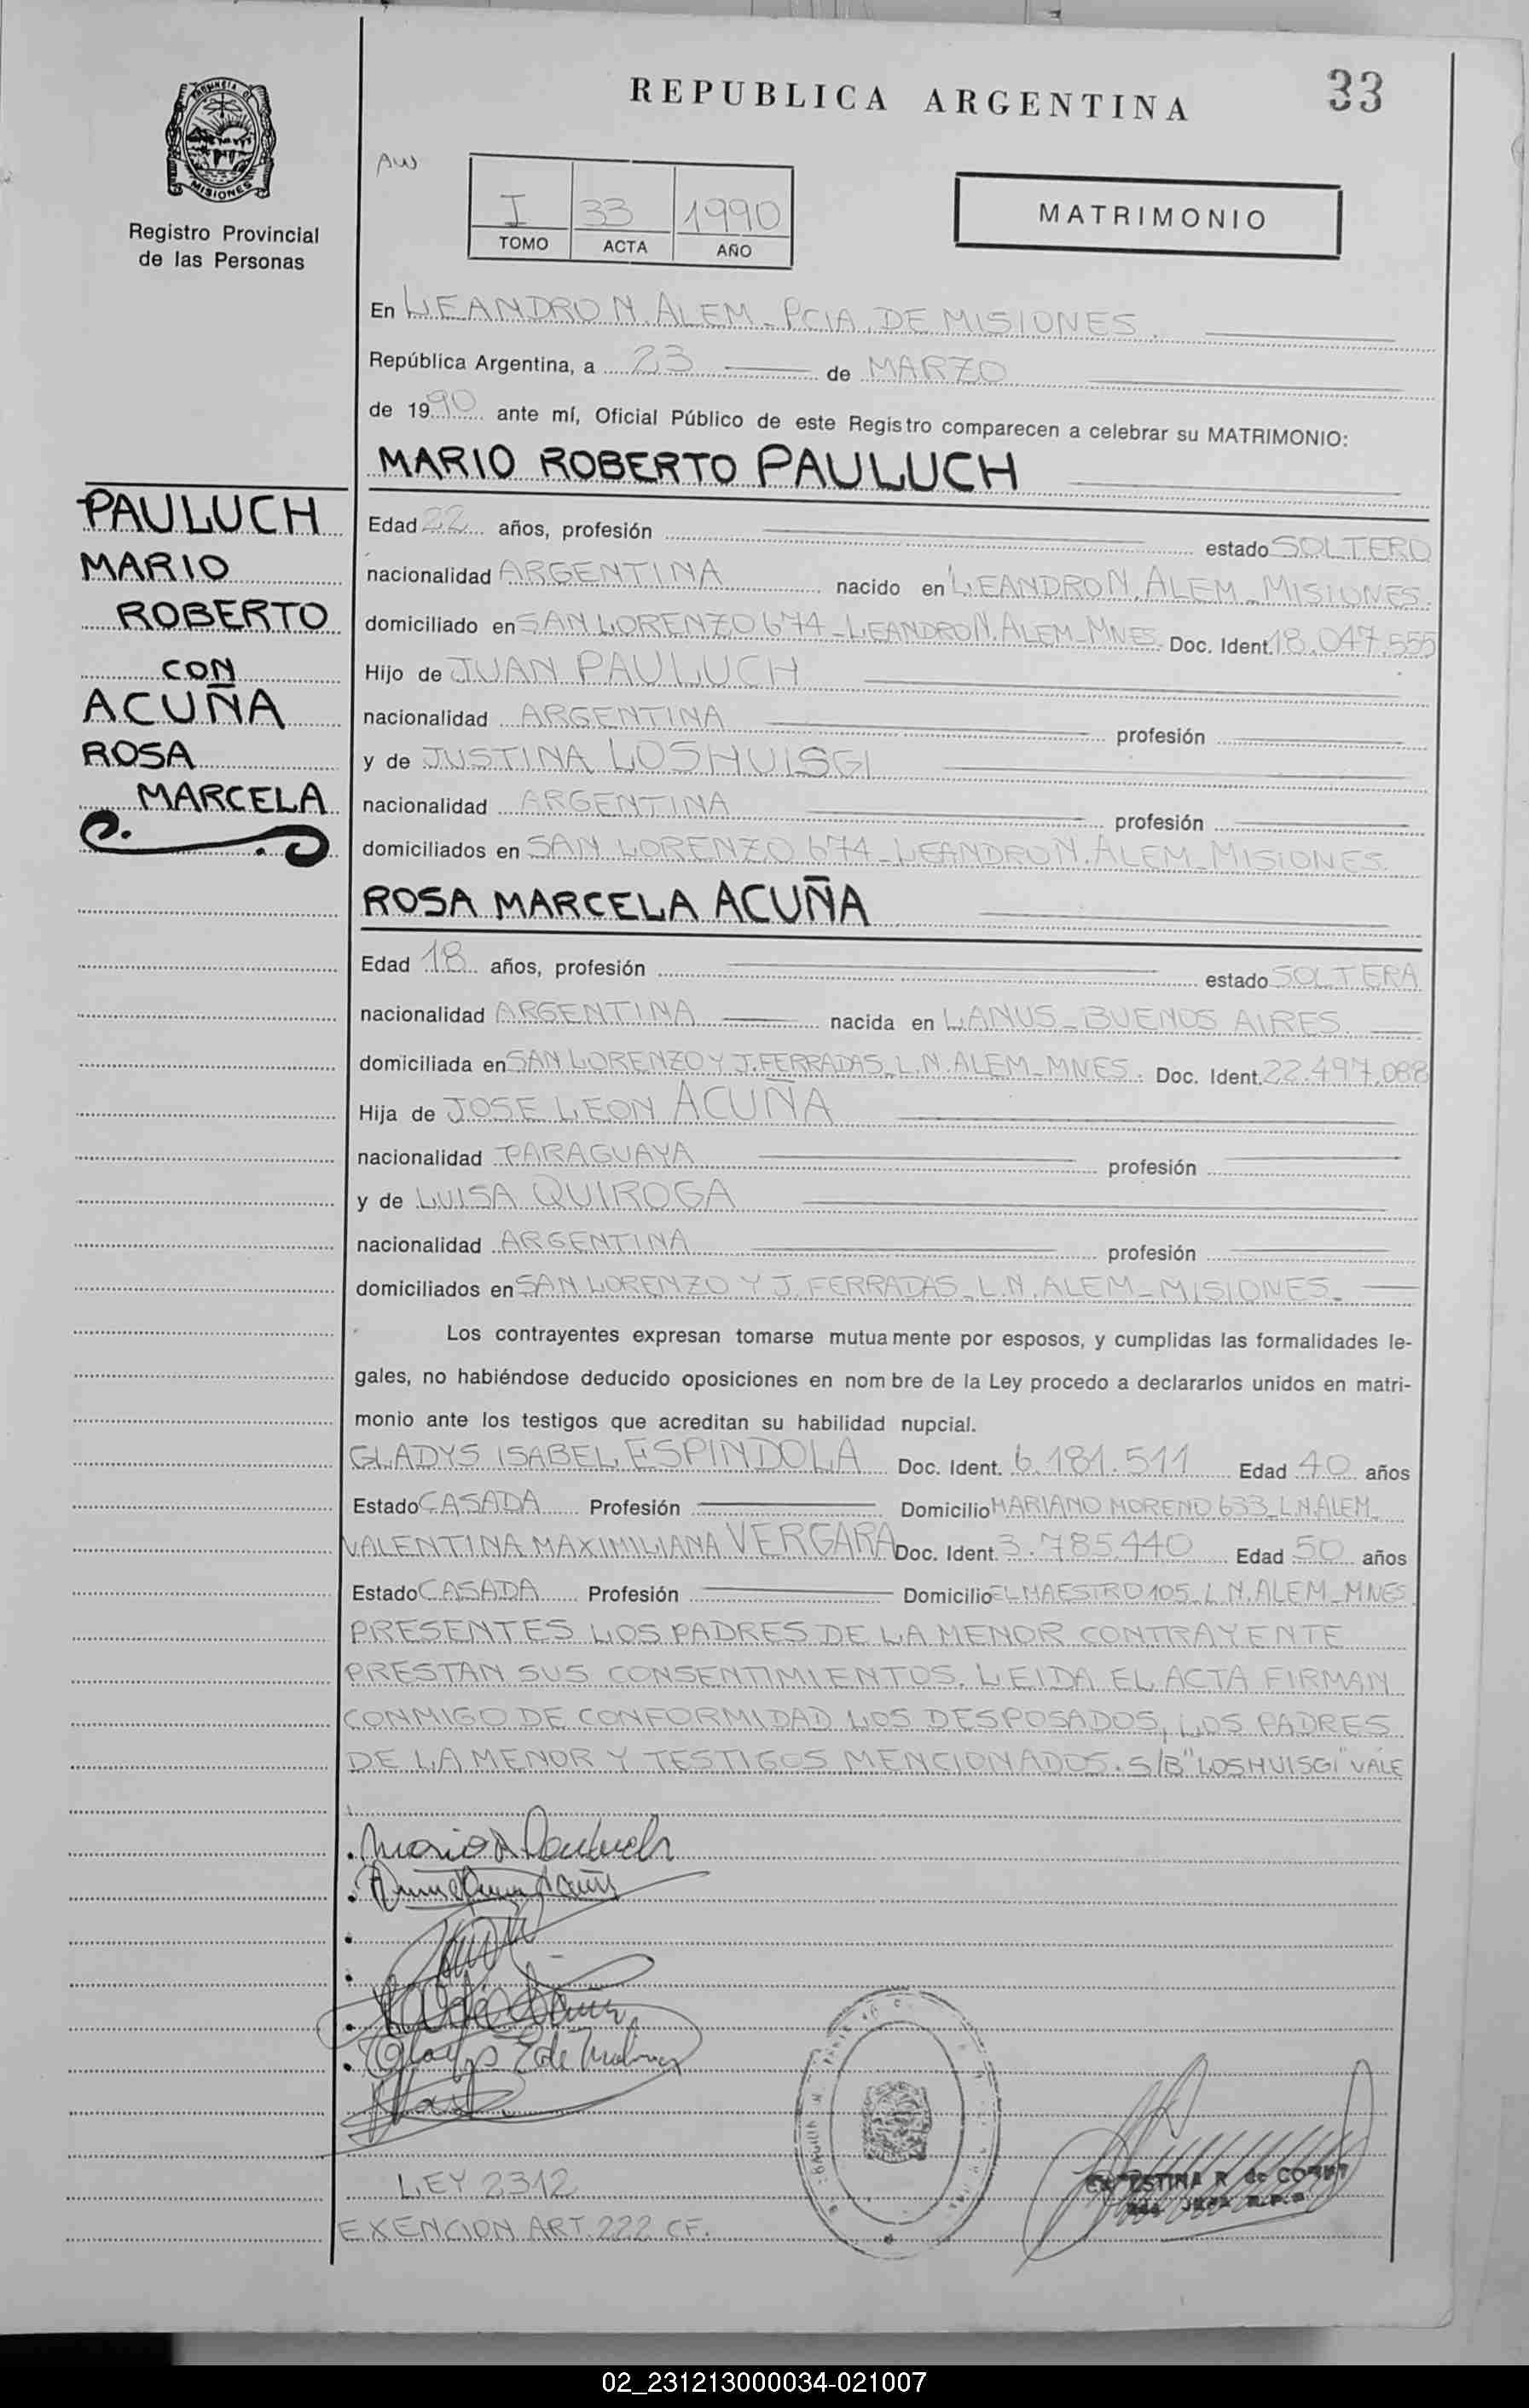 REPUBLICA ARGENTINA
33
PROVINCIA DE
MISIONES
Registro Provincial
de las Personas
AW
I 33 1990
TOMO ACTA AÑO
MATRIMONIO
En LEANDRO N. ALEM - PCIA DE MISIONES.
República Argentina, a 23 de MARZO
de 1990 ante mí, Oficial Público de este Registro comparecen a celebrar su MATRIMONIO:
MARIO ROBERTO PAULUCH
PAULUCH
MARIO
ROBERTO
CON
ACUÑA
ROSA
MARCELA
Edad 22 años, profesión estado SOLTERO
nacionalidad ARGENTINA nacido en LEANDRO N. ALEM - MISIONES.
domiciliado en SAN LORENZO 674 - LEANDRO N. ALEM - MNES. Doc. Ident. 18.047.555
Hijo de JUAN PAULUCH
nacionalidad ARGENTINA profesión
y de JUSTINA LOSHUISGI
nacionalidad ARGENTINA profesión
domiciliados en SAN LORENZO 674 - LEANDRO N. ALEM - MISIONES.
ROSA MARCELA ACUÑA
Edad 18 años, profesión estado SOLTERA
nacionalidad ARGENTINA nacida en LANUS - BUENOS AIRES.
domiciliada en SAN LORENZO Y J. FERRADAS - L.N. ALEM - MNES. Doc. Ident. 22.497.088
Hija de JOSE LEON ACUÑA
nacionalidad PARAGUAYA profesión
y de LUISA QUIROGA
nacionalidad ARGENTINA profesión
domiciliados en SAN LORENZO Y J. FERRADAS - L.N. ALEM - MISIONES.
Los contrayentes expresan tomarse mutuamente por esposos, y cumplidas las formalidades le-
gales, no habiéndose deducido oposiciones en nombre de la Ley procedo a declararlos unidos en matri-
monio ante los testigos que acreditan su habilidad nupcial.
GLADYS ISABEL ESPINDOLA Doc. Ident. 6.181.511 Edad 40 años
Estado CASADA Profesión Domicilio MARIANO MORENO 633 - L.N. ALEM -
VALENTINA MAXIMILIANA VERGARA Doc. Ident. 3.785.440 Edad 50 años
Estado CASADA Profesión Domicilio EL MAESTRO 105 - L.N. ALEM - MNES.
PRESENTES LOS PADRES DE LA MENOR CONTRAYENTE
PRESTAN SUS CONSENTIMIENTOS. LEIDA EL ACTA FIRMAN
CONMIGO DE CONFORMIDAD LOS DESPOSADOS, LOS PADRES
DE LA MENOR Y TESTIGOS MENCIONADOS. S/B "LOSHUISGI" VALE
Mario R Pauluch
LEY 2312
EXENCION ART. 222 CF.
02_231213000034-021007